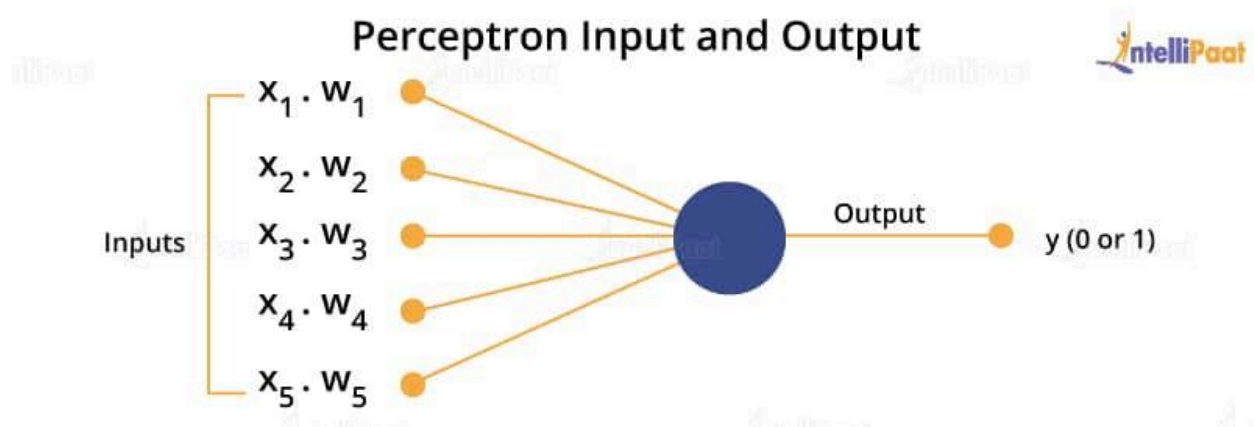 Perceptron Input and Output
IntelliPaat
x₁ . w₁
x₂ . w₂
Inputs
x₃ . w₃
x₄ . w₄
x₅ . w₅
Output
y (0 or 1)